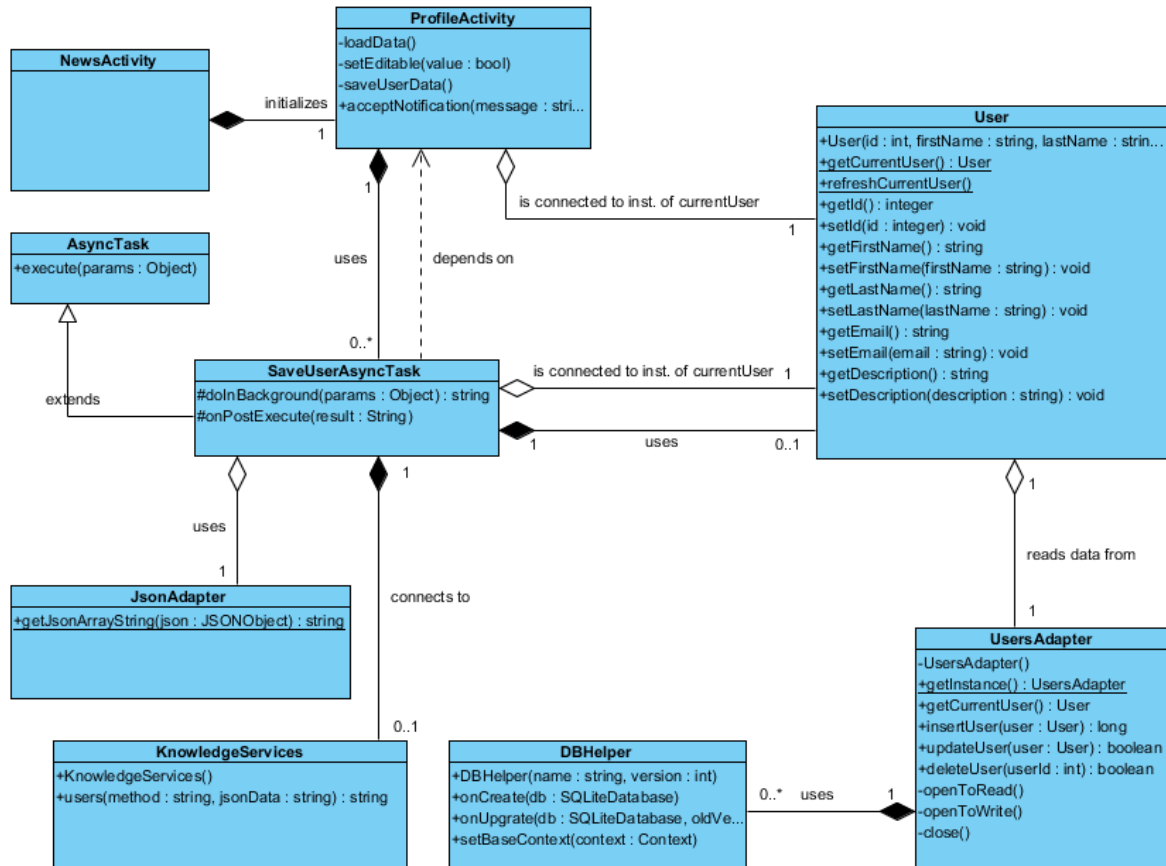 ProfileActivity
-loadData()
-setEditable(value : bool)
-saveUserData()
+acceptNotification(message : stri...
NewsActivity
initializes
1
1
User
+User(id : int, firstName : string, lastName : strin...
+getCurrentUser() : User
+refreshCurrentUser()
+getId() : integer
+setId(id : integer) : void
+getFirstName() : string
+setFirstName(firstName : string) : void
+getLastName() : string
+setLastName(lastName : string) : void
+getEmail() : string
+setEmail(email : string) : void
+getDescription() : string
+setDescription(description : string) : void
is connected to inst. of currentUser
1
AsyncTask
+execute(params : Object)
uses
depends on
0..*
extends
SaveUserAsyncTask
#doInBackground(params : Object) : string
#onPostExecute(result : String)
is connected to inst. of currentUser
1
1
uses
0..1
1
1
uses
1
reads data from
1
JsonAdapter
+getJsonArrayString(json : JSONObject) : string
connects to
0..1
UsersAdapter
-UsersAdapter()
+getInstance() : UsersAdapter
+getCurrentUser() : User
+insertUser(user : User) : long
+updateUser(user : User) : boolean
+deleteUser(userId : int) : boolean
-openToRead()
-openToWrite()
-close()
KnowledgeServices
+KnowledgeServices()
+users(method : string, jsonData : string) : string
DBHelper
+DBHelper(name : string, version : int)
+onCreate(db : SQLiteDatabase)
+onUpgrate(db : SQLiteDatabase, oldVe...
+setBaseContext(context : Context)
0..*
uses
1